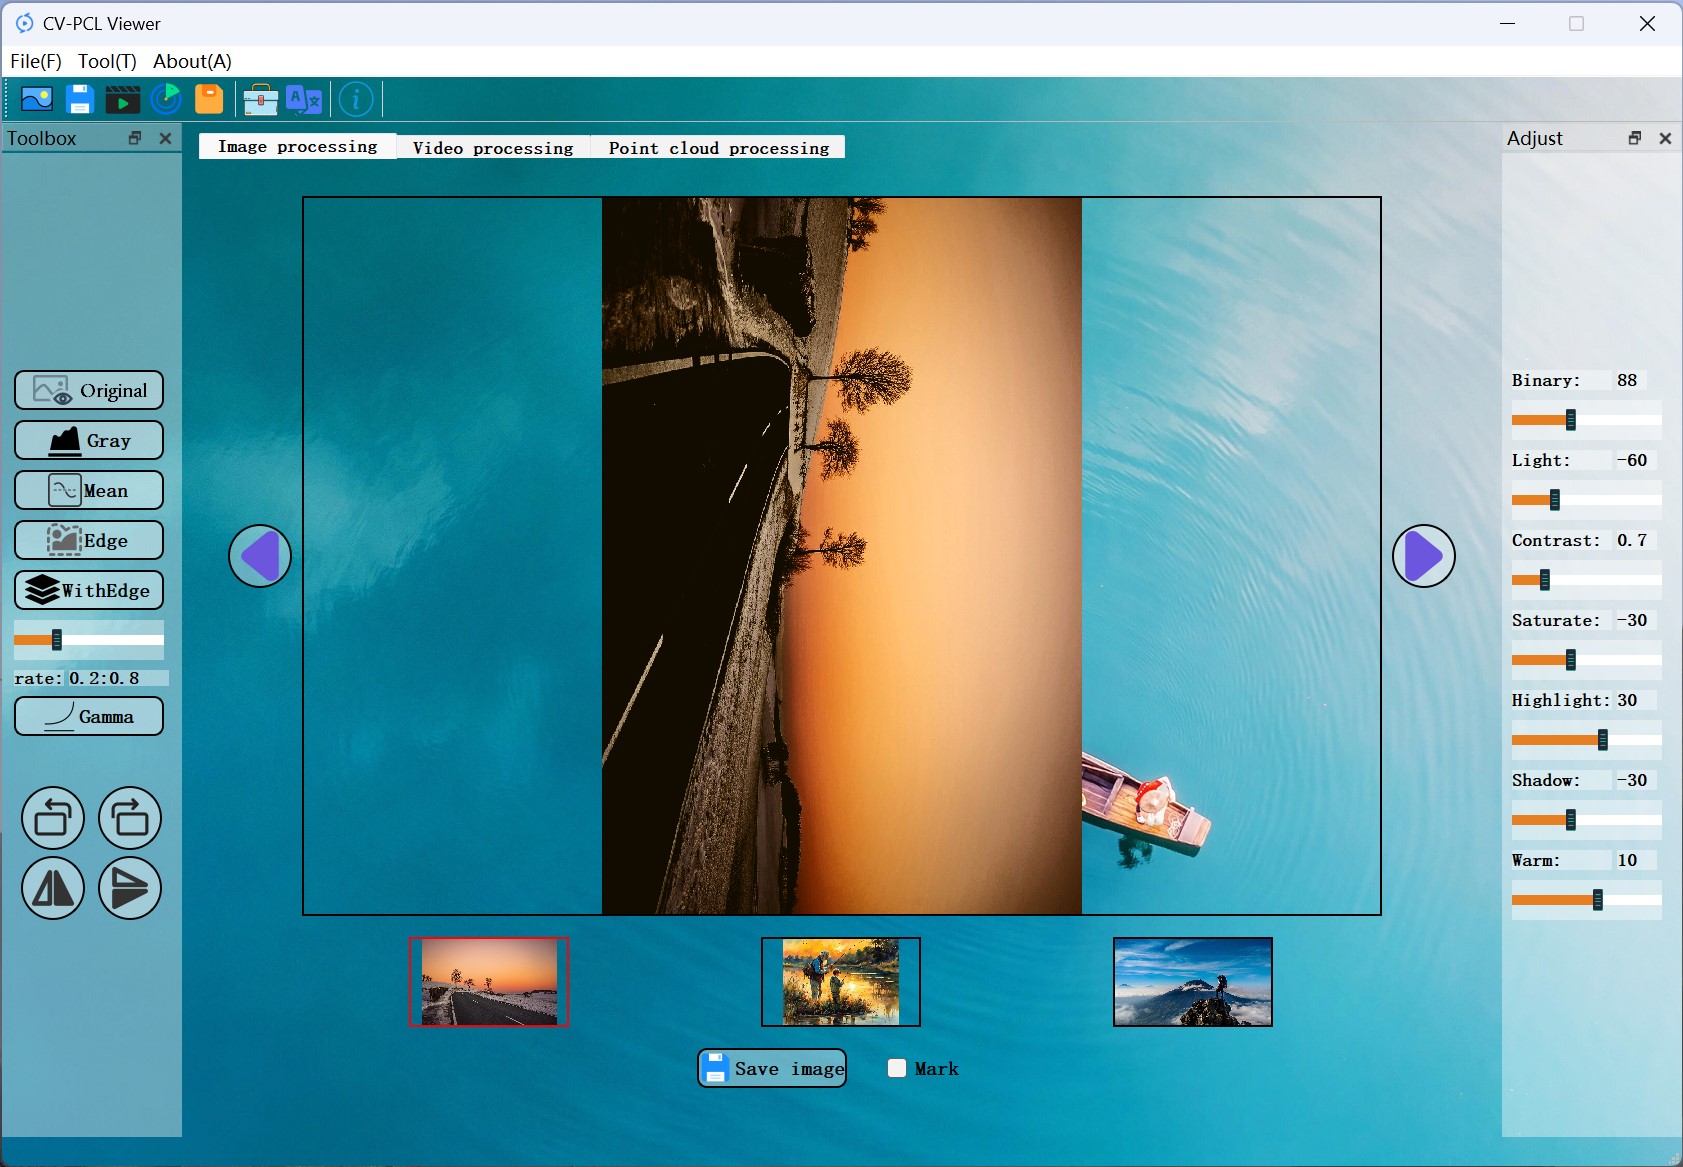 CV-PCL Viewer
File(F) Tool(T) About(A)
Toolbox
Image processing Video processing Point cloud processing
Adjust
Original
Gray
Mean
Edge
WithEdge
rate: 0.2:0.8
Gamma
Binary: 88
Light: -60
Contrast: 0.7
Saturate: -30
Highlight: 30
Shadow: -30
Warm: 10
Save image Mark